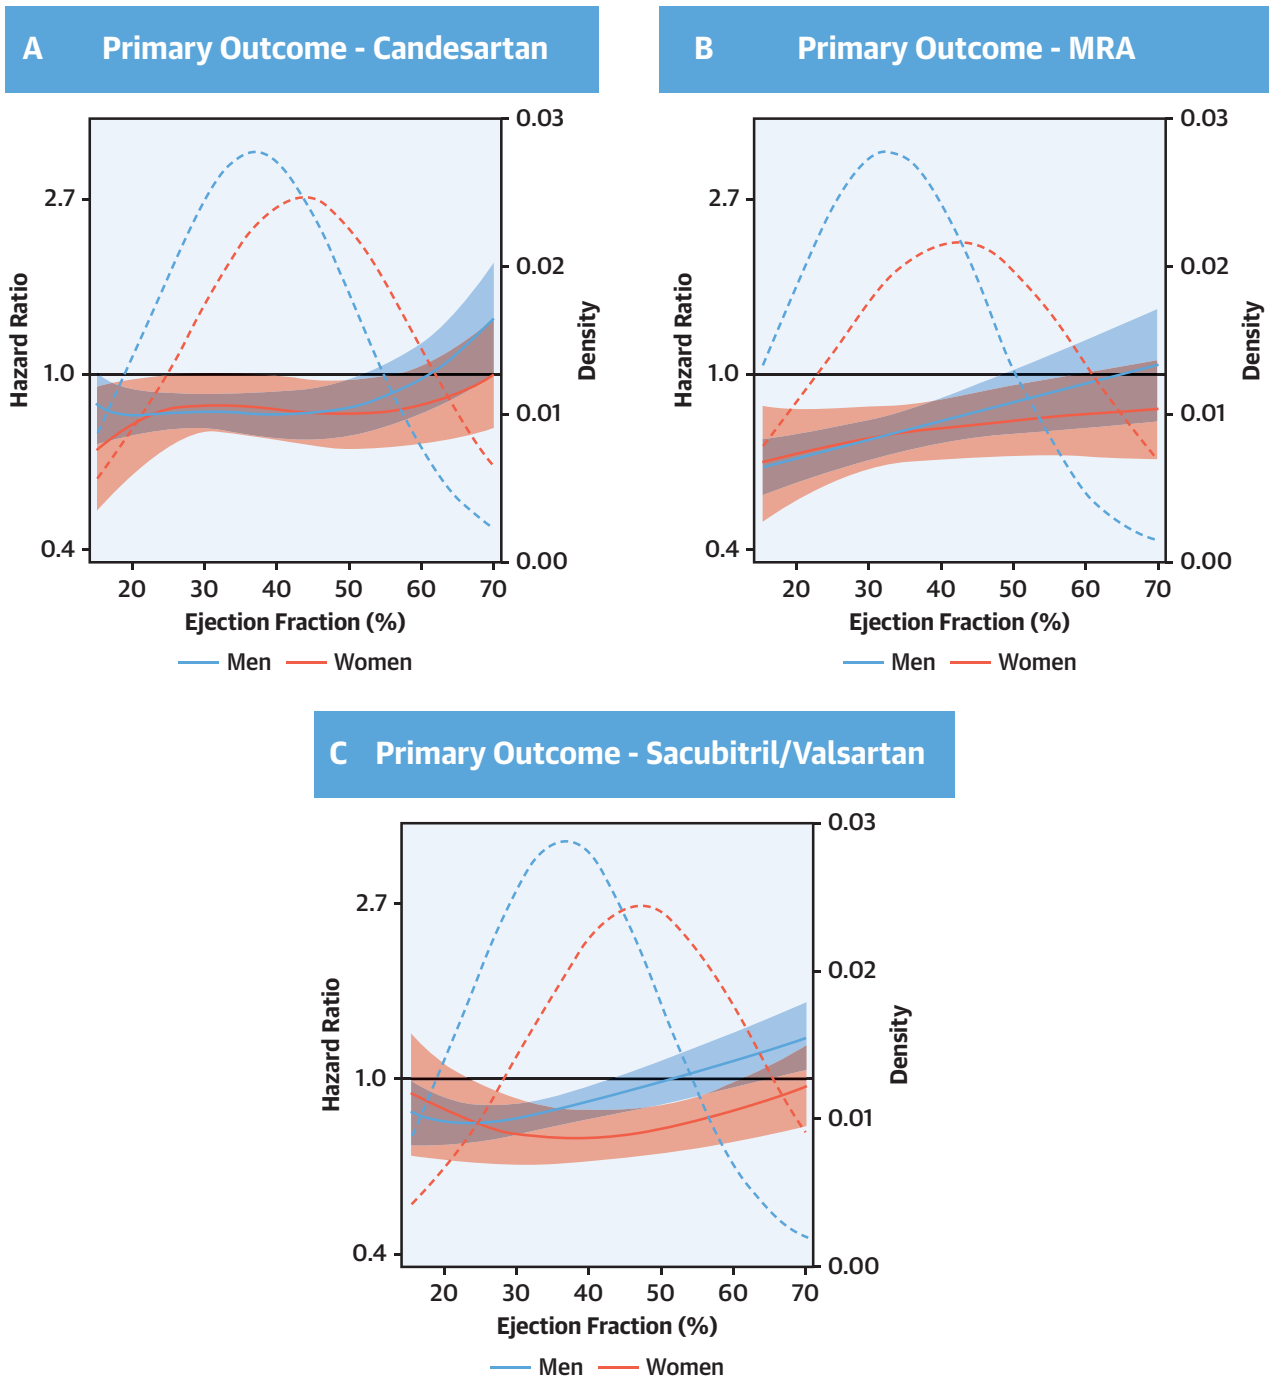 A Primary Outcome - Candesartan
0.03
2.7
0.02
Hazard Ratio
Density
1.0
0.01
0.4
0.00
20 30 40 50 60 70
Ejection Fraction (%)
Men Women
B Primary Outcome - MRA
0.03
2.7
0.02
Hazard Ratio
Density
1.0
0.01
0.4
0.00
20 30 40 50 60 70
Ejection Fraction (%)
Men Women
C Primary Outcome - Sacubitril/Valsartan
0.03
2.7
0.02
Hazard Ratio
Density
1.0
0.01
0.4
0.00
20 30 40 50 60 70
Ejection Fraction (%)
Men Women